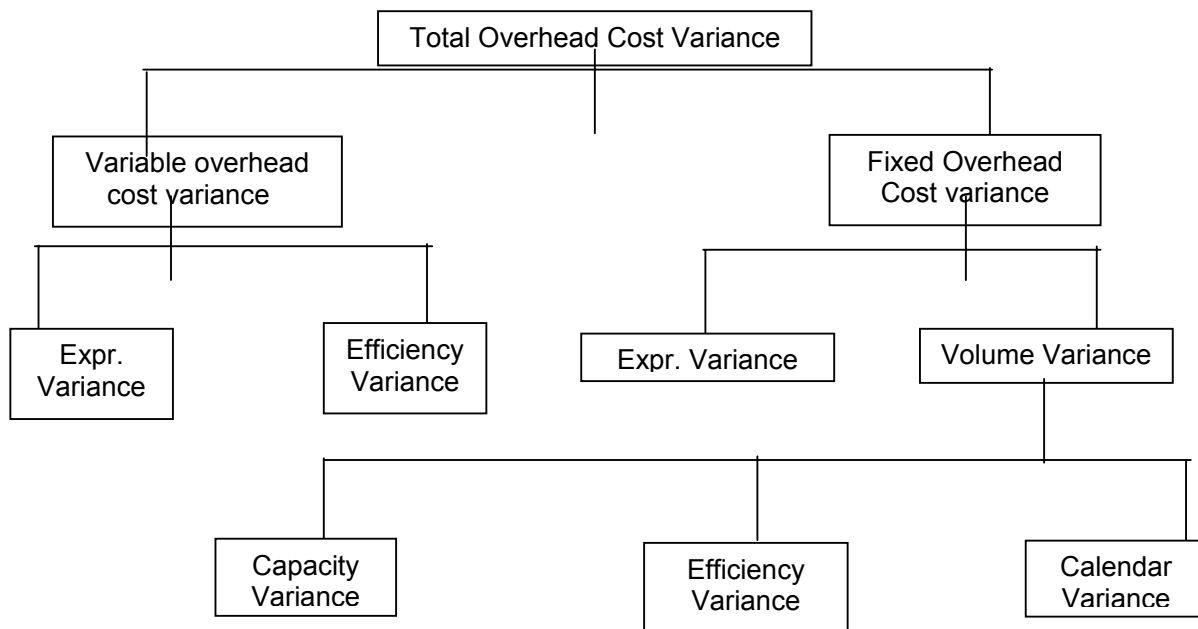 Total Overhead Cost Variance
Variable overhead
cost variance
Fixed Overhead
Cost variance
Expr.
Variance
Efficiency
Variance
Expr. Variance
Volume Variance
Capacity
Variance
Efficiency
Variance
Calendar
Variance